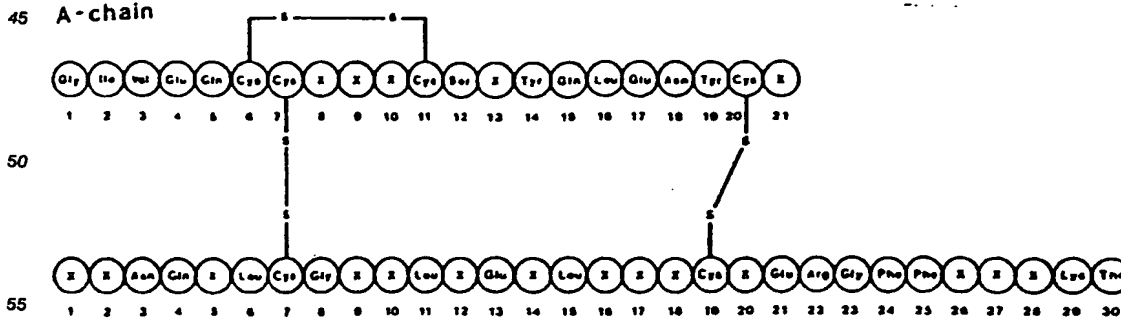 45 A-chain
S S
Gly Ile Val Glu Gln Cys Cys X X X Cys Ser X Tyr Gln Leu Glu Asn Tyr Cys X
1 2 3 4 5 6 7 8 9 10 11 12 13 14 15 16 17 18 19 20 21
50 S S
S S
X X Asn Gln X Leu Cys Gly X X Leu X Glu X Leu X X X Cys X Glu Arg Gly Phe Phe X X X Lys Thr
55 1 2 3 4 5 6 7 8 9 10 11 12 13 14 15 16 17 18 19 20 21 22 23 24 25 26 27 28 29 30